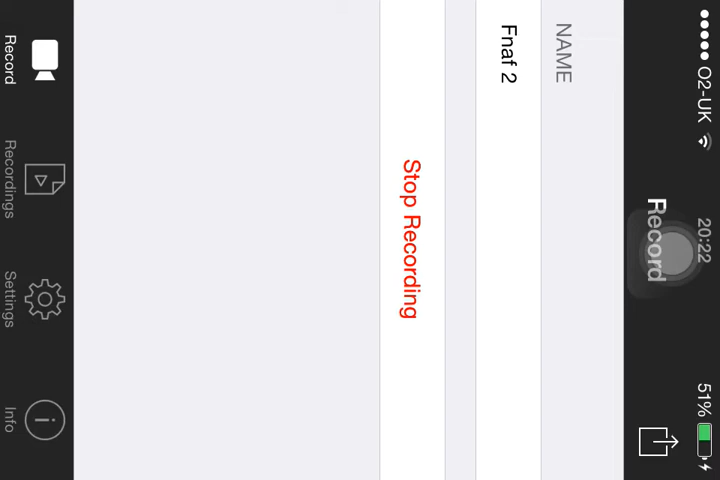 O2-UK 20:22 51%
Record
NAME
Fnaf 2
Stop Recording
Record Recordings Settings Info